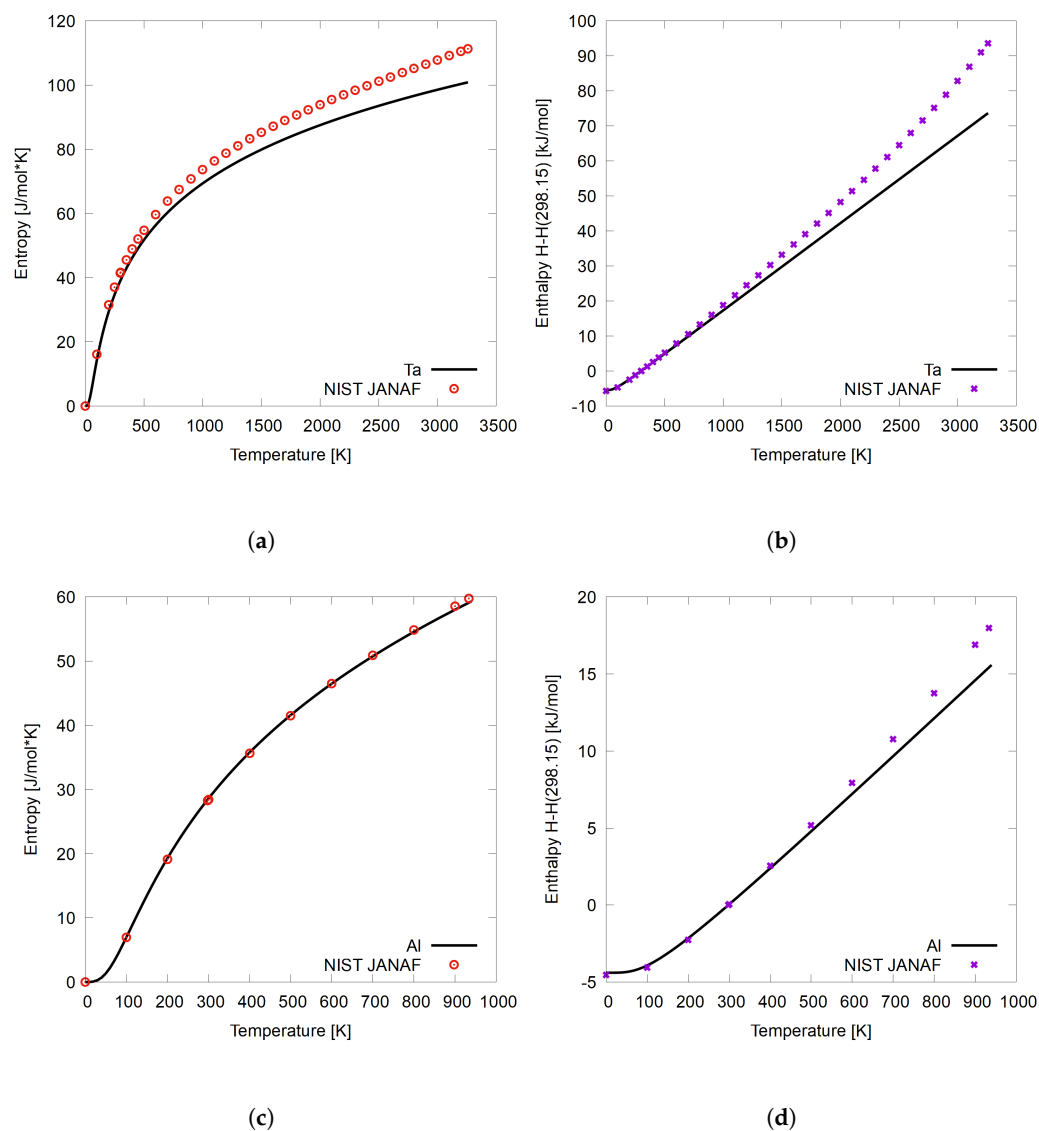 120
100
80
60
40
20
0
Entropy [J/mol*K]
0 500 1000 1500 2000 2500 3000 3500
Temperature [K]
Ta
NIST JANAF
(a)
100
90
80
70
60
50
40
30
20
10
0
-10
Enthalpy H-H(298.15) [kJ/mol]
0 500 1000 1500 2000 2500 3000 3500
Temperature [K]
Ta
NIST JANAF
(b)
60
50
40
30
20
10
0
Entropy [J/mol*K]
0 100 200 300 400 500 600 700 800 900 1000
Temperature [K]
Al
NIST JANAF
(c)
20
15
10
5
0
-5
Enthalpy H-H(298.15) [kJ/mol]
0 100 200 300 400 500 600 700 800 900 1000
Temperature [K]
Al
NIST JANAF
(d)